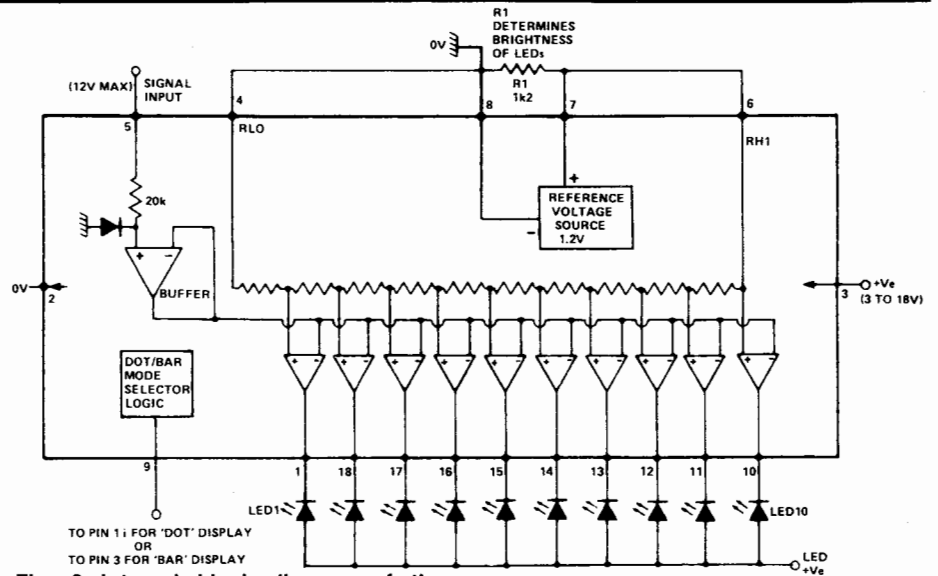 R1
DETERMINES
BRIGHTNESS
OF LEDs
0V
R1
1k2
(12V MAX)
SIGNAL
INPUT
4
8
7
6
5
RLO
RH1
20k
+
REFERENCE
VOLTAGE
SOURCE
1.2V
-
+ -
BUFFER
0V
2
3
+Ve
(3 TO 18V)
DOT/BAR
MODE
SELECTOR
LOGIC
+ - + - + - + - + - + - + - + - + - + -
9
1 18 17 16 15 14 13 12 11 10
LED1
LED10
TO PIN 1 i FOR 'DOT' DISPLAY
OR
TO PIN 3 FOR 'BAR' DISPLAY
LED
+Ve